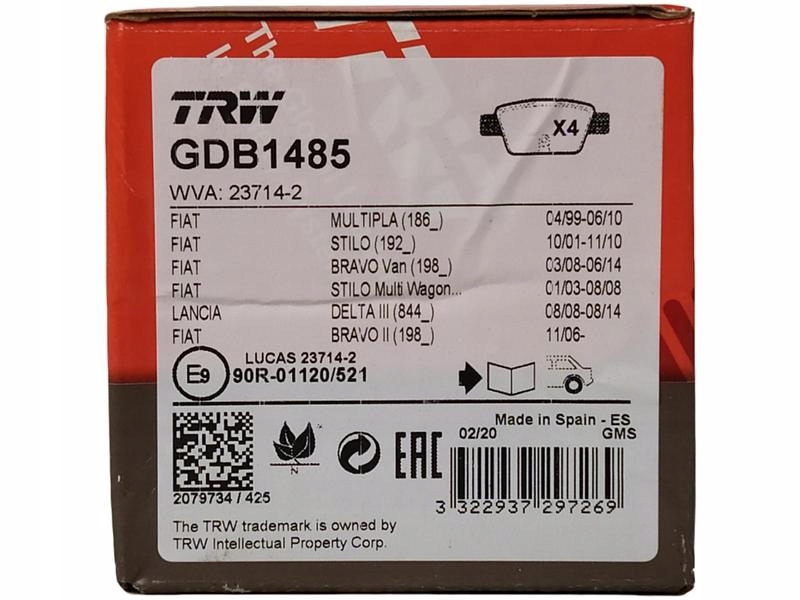 TRW
X4
GDB1485
WVA: 23714-2
FIAT MULTIPLA (186_) 04/99-06/10
FIAT STILO (192_) 10/01-11/10
FIAT BRAVO Van (198_) 03/08-06/14
FIAT STILO Multi Wagon... 01/03-08/08
LANCIA DELTA III (844_) 08/08-08/14
FIAT BRAVO II (198_) 11/06-
LUCAS 23714-2
E9 90R-01120/521
Made in Spain - ES
02/20 GMS
N
EAC
2079734 / 425
3 322937 297269
The TRW trademark is owned by
TRW Intellectual Property Corp.